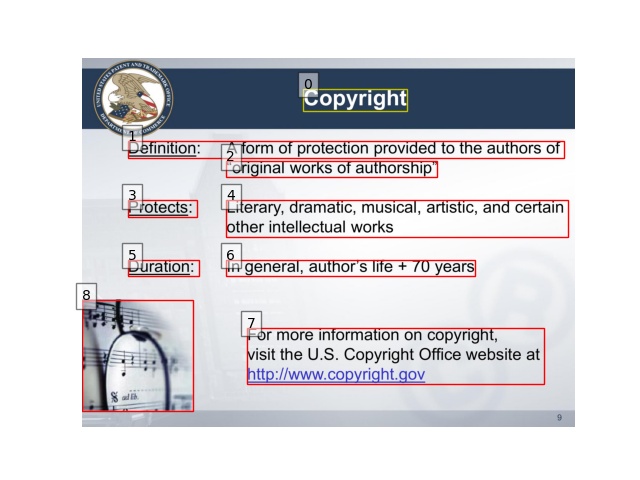 Copyright
Definition: A form of protection provided to the authors of
"original works of authorship"
Protects: Literary, dramatic, musical, artistic, and certain
other intellectual works
Duration: In general, author's life + 70 years
For more information on copyright,
visit the U.S. Copyright Office website at
http://www.copyright.gov
ad lib.
9
0
1
2
3
4
5
6
7
8